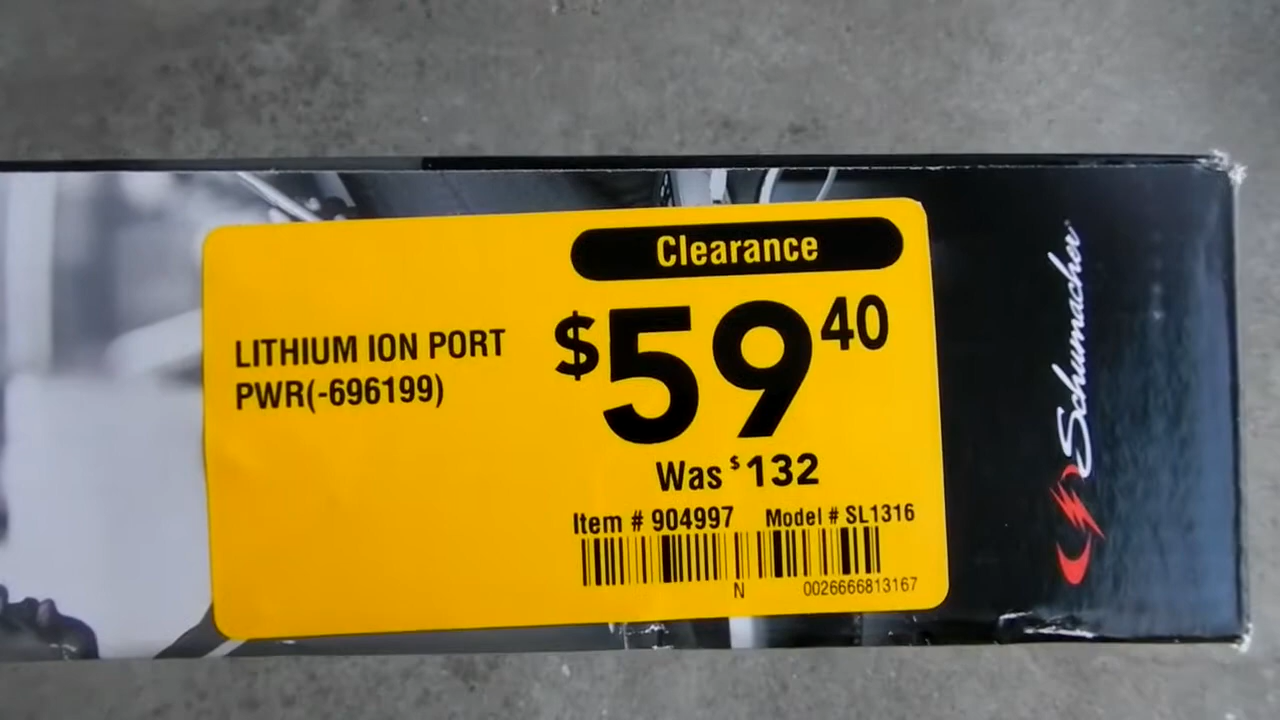 Clearance
LITHIUM ION PORT
PWR(-696199)
$59 40
Was $132
Item # 904997 Model # SL1316
N 0026666813167
Schumacher